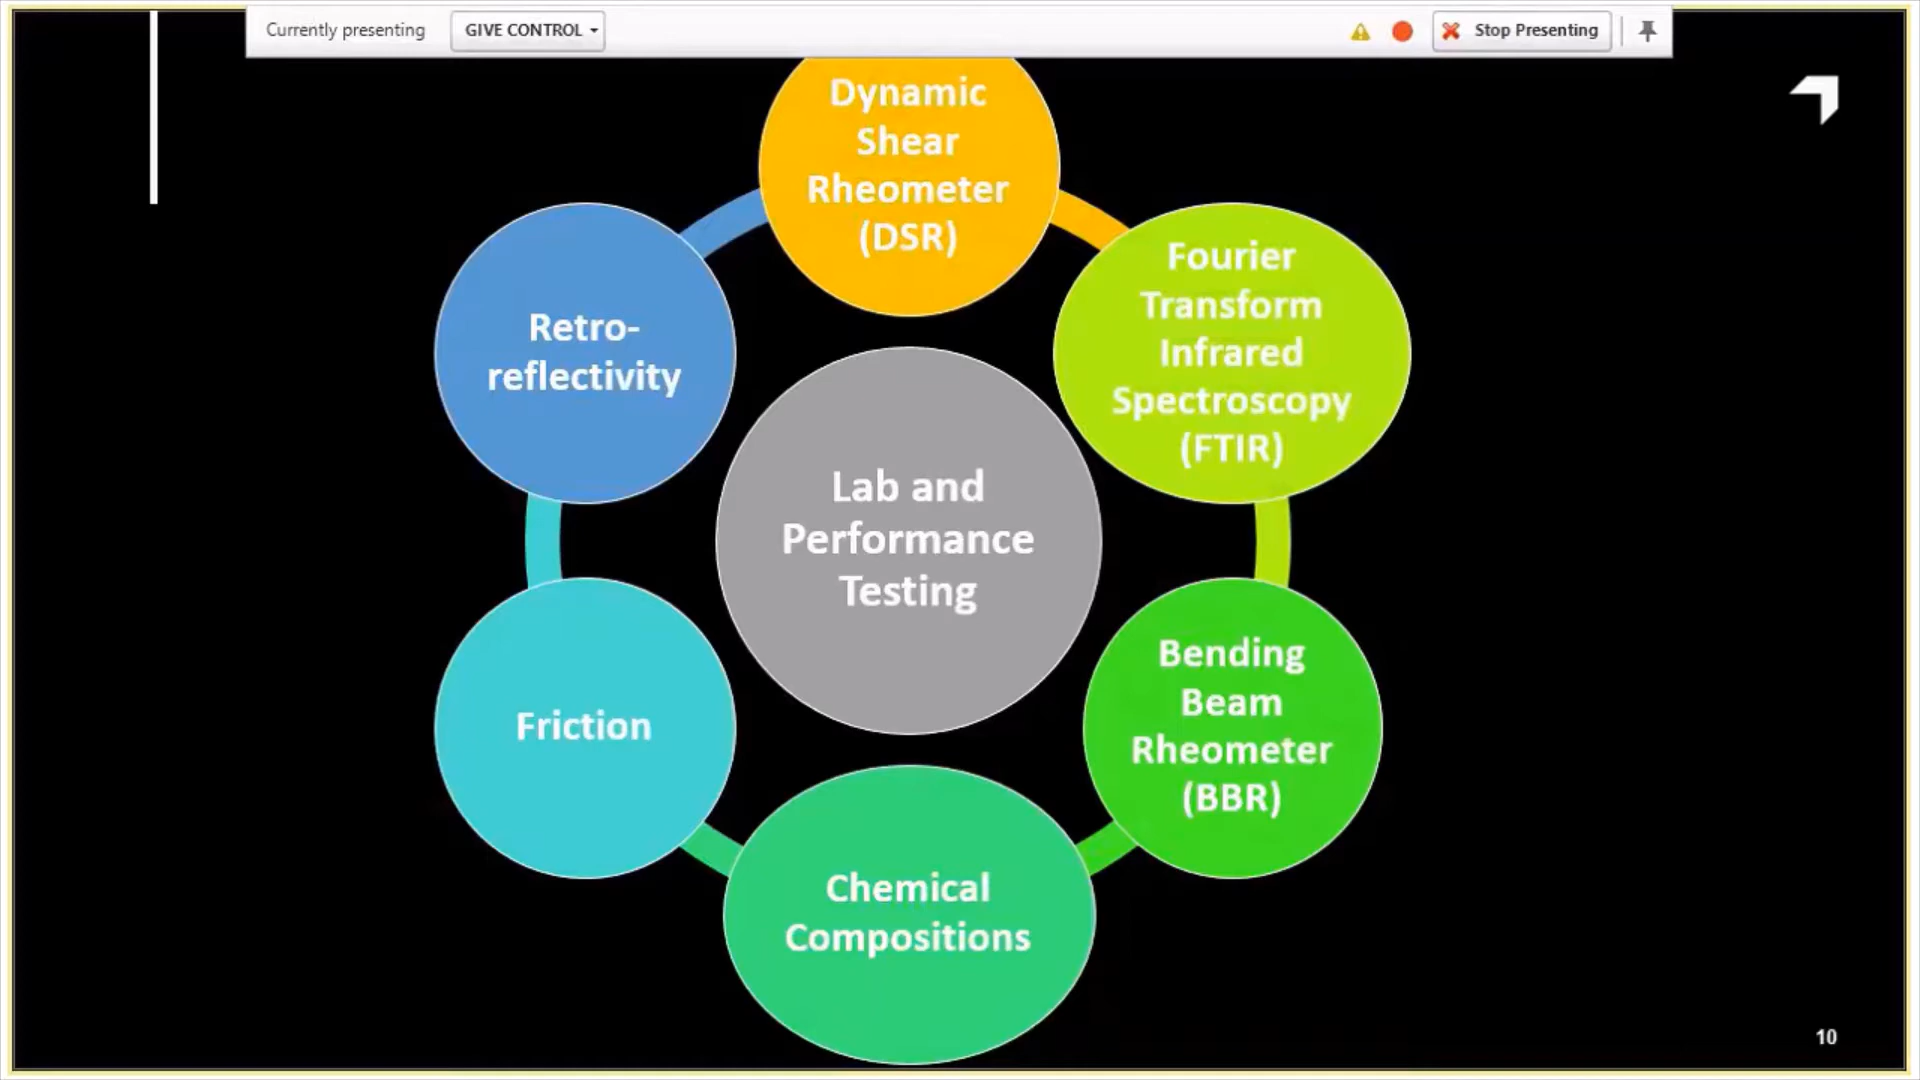 Currently presenting
GIVE CONTROL
Stop Presenting
Dynamic
Shear
Rheometer
(DSR)
Fourier
Transform
Infrared
Spectroscopy
(FTIR)
Bending
Beam
Rheometer
(BBR)
Chemical
Compositions
Friction
Retro-
reflectivity
Lab and
Performance
Testing
10